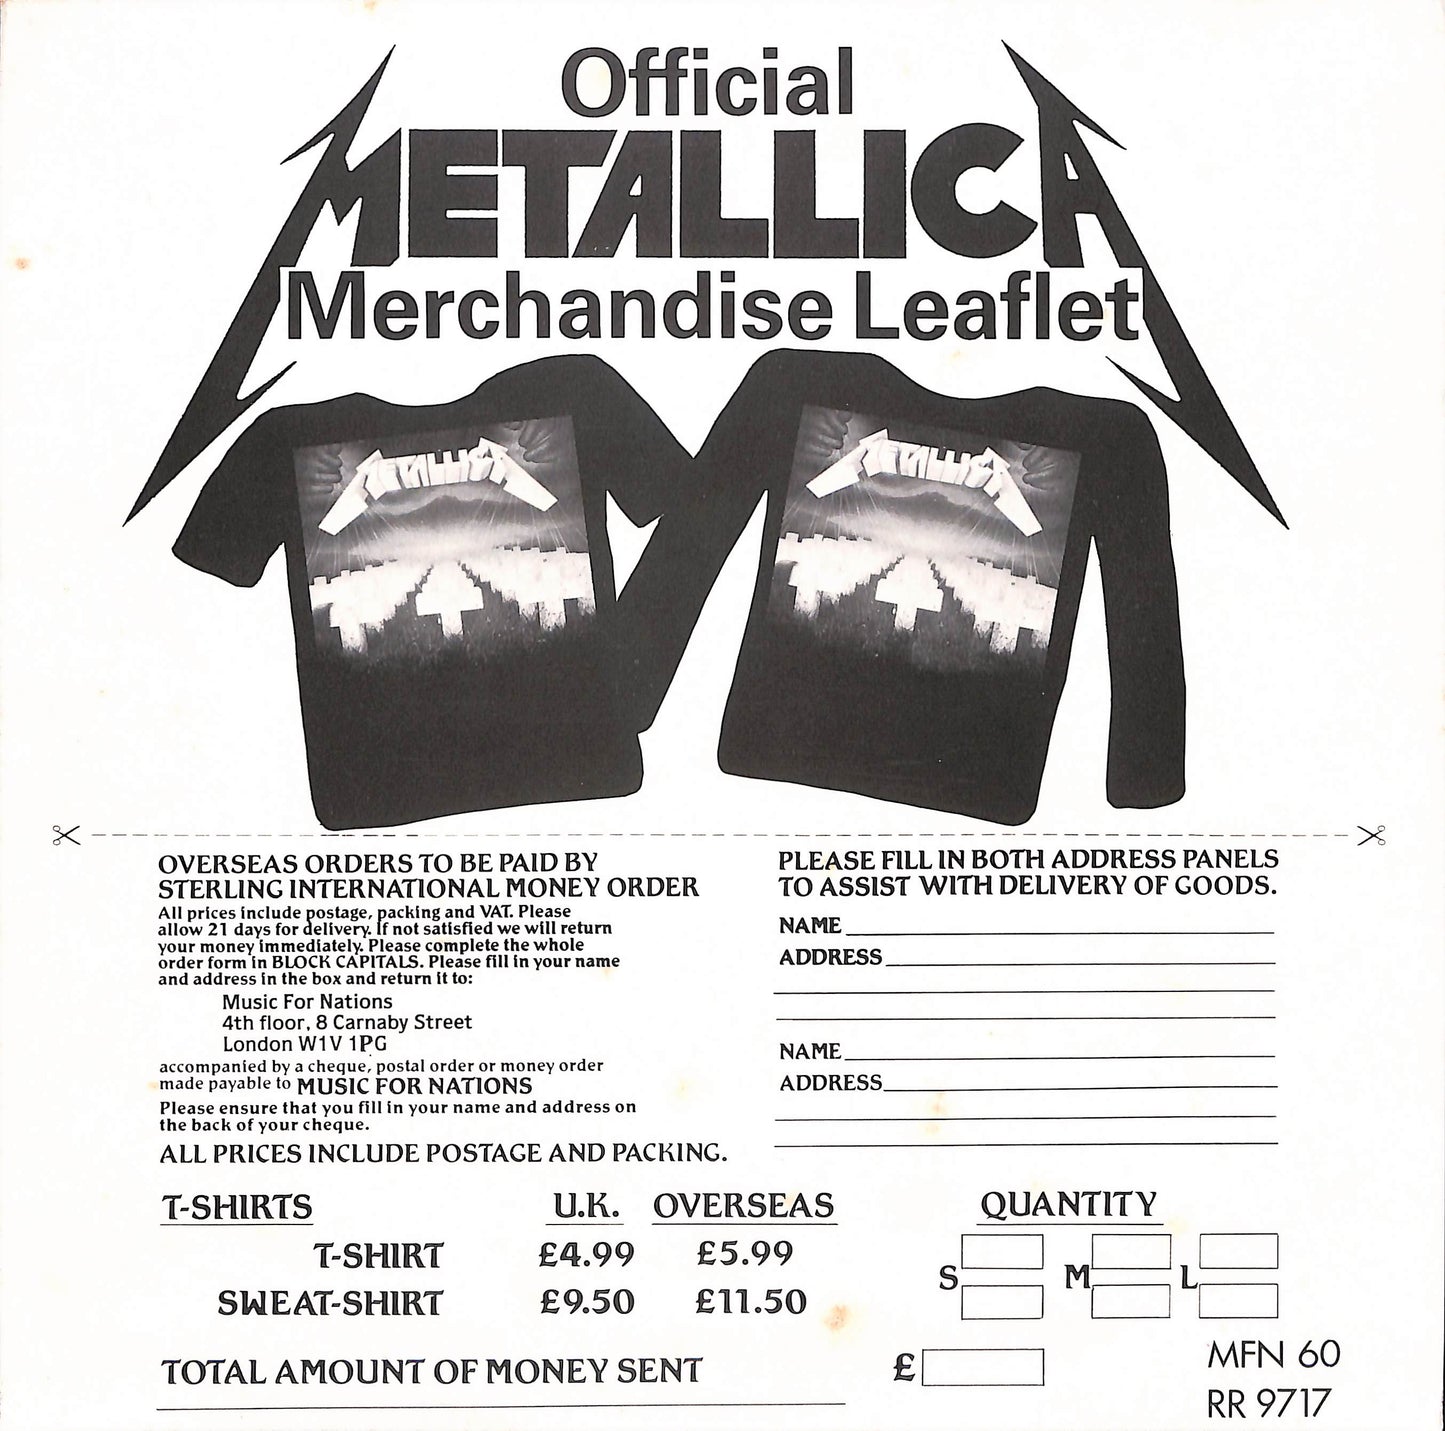 Official
METALLICA
Merchandise Leaflet
METALLICA
METALLICA
OVERSEAS ORDERS TO BE PAID BY
STERLING INTERNATIONAL MONEY ORDER
All prices include postage, packing and VAT. Please
allow 21 days for delivery. If not satisfied we will return
your money immediately. Please complete the whole
order form in BLOCK CAPITALS. Please fill in your name
and address in the box and return it to:
Music For Nations
4th floor, 8 Carnaby Street
London W1V 1PG
accompanied by a cheque, postal order or money order
made payable to MUSIC FOR NATIONS
Please ensure that you fill in your name and address on
the back of your cheque.
ALL PRICES INCLUDE POSTAGE AND PACKING.
PLEASE FILL IN BOTH ADDRESS PANELS
TO ASSIST WITH DELIVERY OF GOODS.
NAME
ADDRESS
NAME
ADDRESS
T-SHIRTS U.K. OVERSEAS QUANTITY
T-SHIRT £4.99 £5.99
S M L
SWEAT-SHIRT £9.50 £11.50
TOTAL AMOUNT OF MONEY SENT £
MFN 60
RR 9717